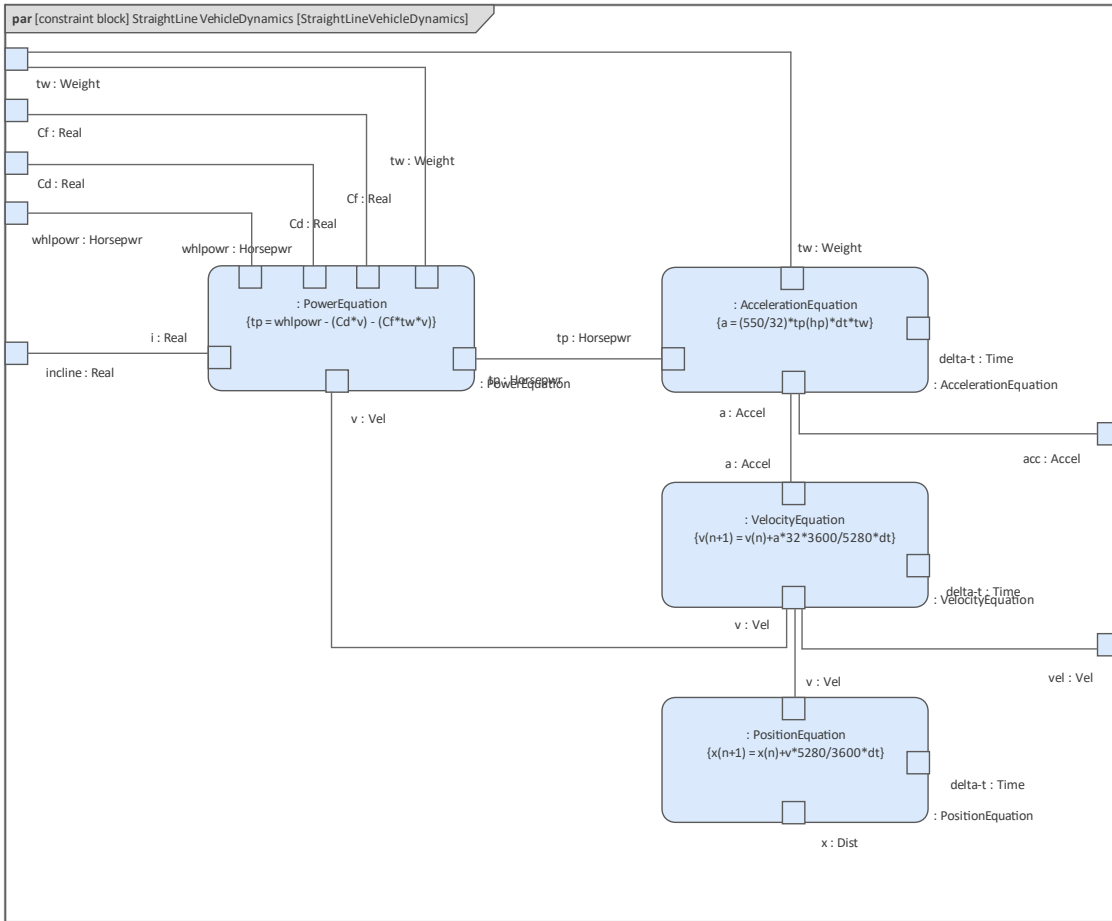 par [constraint block] StraightLine VehicleDynamics [StraightLineVehicleDynamics]
tw : Weight
Cf : Real
Cd : Real
whlpowr : Horsepwr
incline : Real
tw : Weight
Cf : Real
Cd : Real
whlpowr : Horsepwr
i : Real
: PowerEquation
{tp = whlpowr - (Cd*v) - (Cf*tw*v)}
tp : Horsepwr
: PowerEquation
v : Vel
tp : Horsepwr
tw : Weight
: AccelerationEquation
{a = (550/32)*tp(hp)*dt*tw}
delta-t : Time
: AccelerationEquation
a : Accel
acc : Accel
a : Accel
: VelocityEquation
{v(n+1) = v(n)+a*32*3600/5280*dt}
delta-t : Time
: VelocityEquation
v : Vel
vel : Vel
v : Vel
: PositionEquation
{x(n+1) = x(n)+v*5280/3600*dt}
delta-t : Time
: PositionEquation
x : Dist